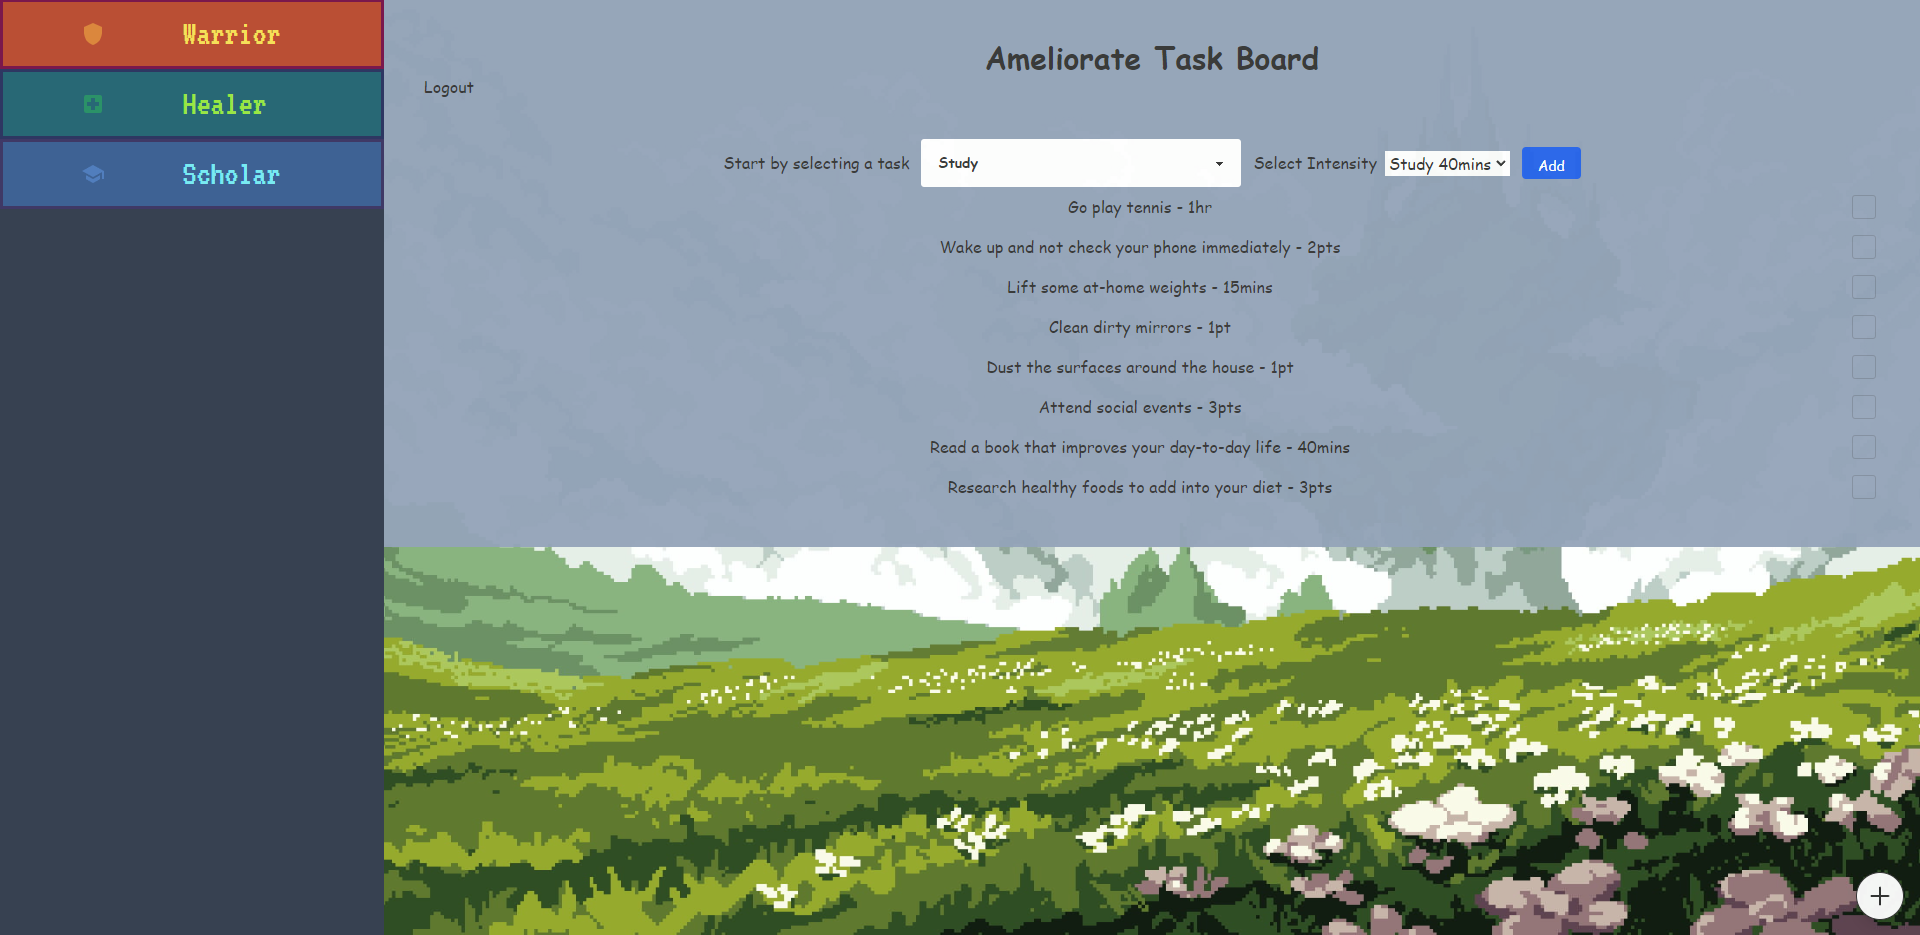 Warrior
Healer
Scholar
Ameliorate Task Board
Logout
Start by selecting a task Study Select Intensity Study 40mins Add
Go play tennis - 1hr
Wake up and not check your phone immediately - 2pts
Lift some at-home weights - 15mins
Clean dirty mirrors - 1pt
Dust the surfaces around the house - 1pt
Attend social events - 3pts
Read a book that improves your day-to-day life - 40mins
Research healthy foods to add into your diet - 3pts